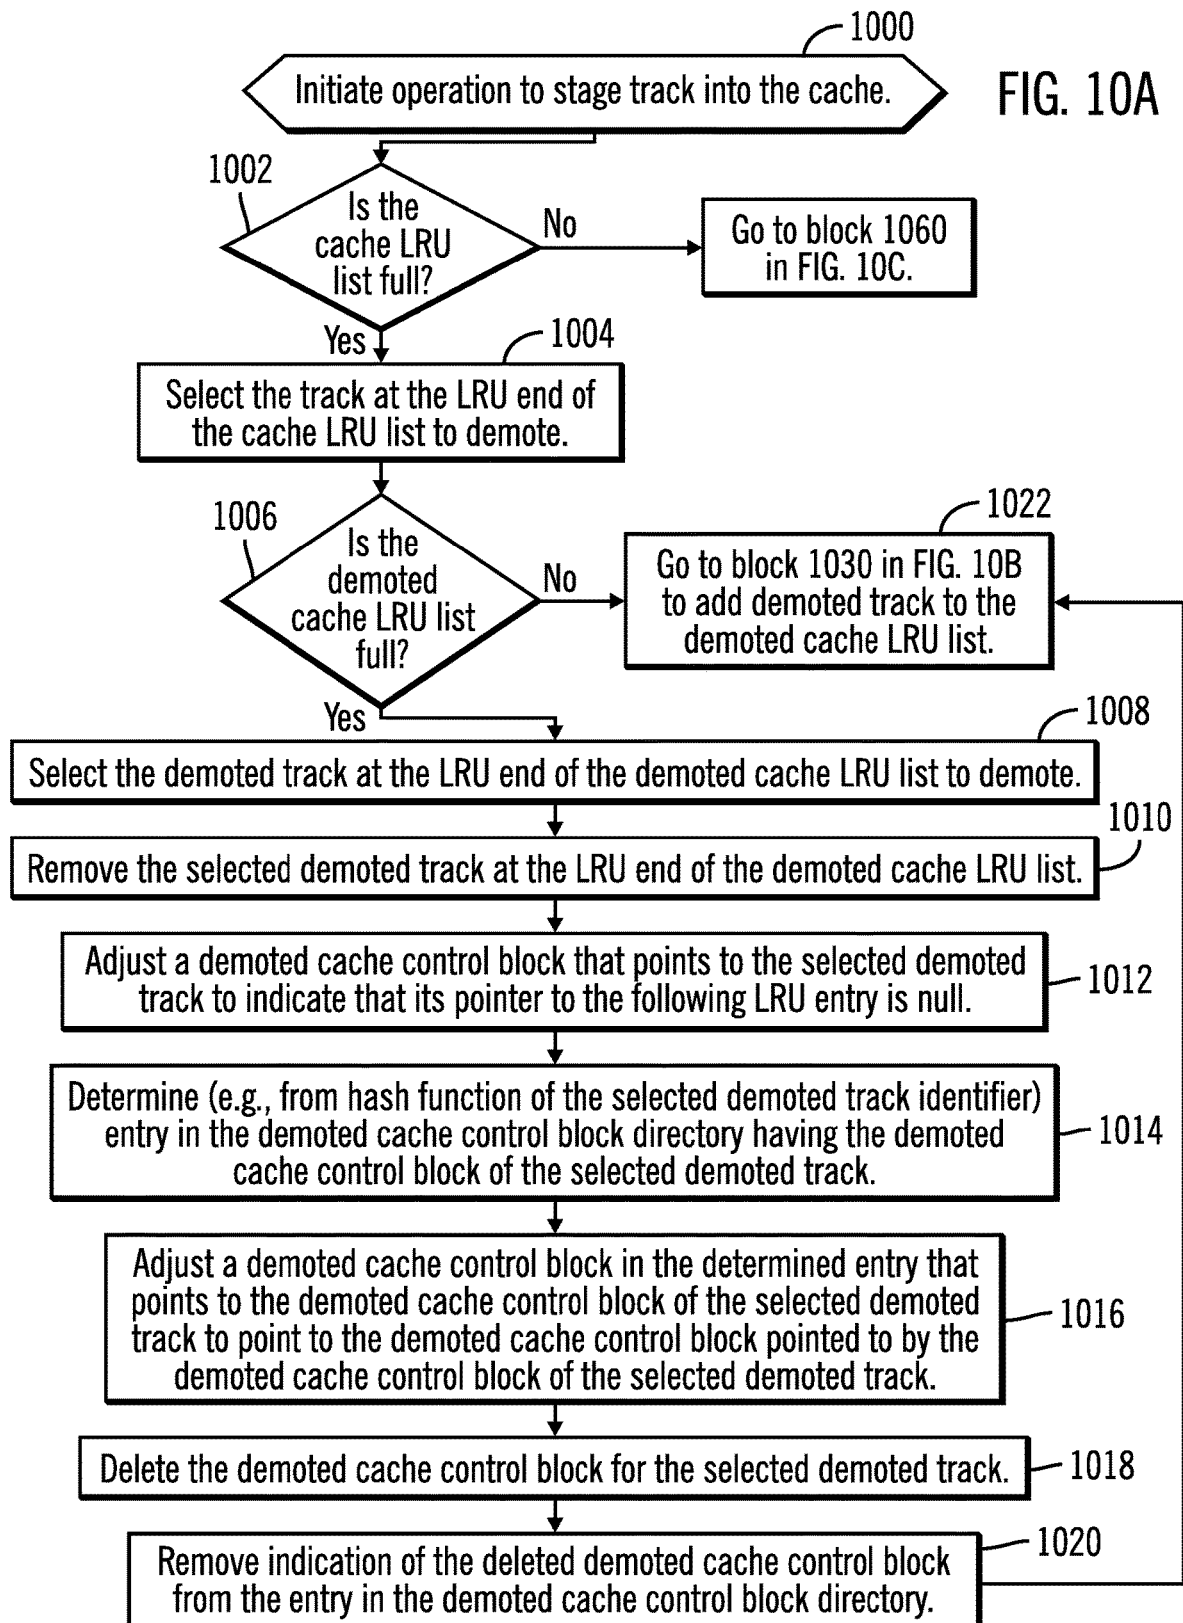 1000
Initiate operation to stage track into the cache.
FIG. 10A
1002
Is the
cache LRU
list full?
No
Go to block 1060
in FIG. 10C.
Yes
1004
Select the track at the LRU end of
the cache LRU list to demote.
1006
Is the
demoted
cache LRU list
full?
No
1022
Go to block 1030 in FIG. 10B
to add demoted track to the
demoted cache LRU list.
Yes
1008
Select the demoted track at the LRU end of the demoted cache LRU list to demote.
1010
Remove the selected demoted track at the LRU end of the demoted cache LRU list.
Adjust a demoted cache control block that points to the selected demoted
track to indicate that its pointer to the following LRU entry is null.
1012
Determine (e.g., from hash function of the selected demoted track identifier)
entry in the demoted cache control block directory having the demoted
cache control block of the selected demoted track.
1014
Adjust a demoted cache control block in the determined entry that
points to the demoted cache control block of the selected demoted
track to point to the demoted cache control block pointed to by the
demoted cache control block of the selected demoted track.
1016
Delete the demoted cache control block for the selected demoted track.
1018
Remove indication of the deleted demoted cache control block
from the entry in the demoted cache control block directory.
1020